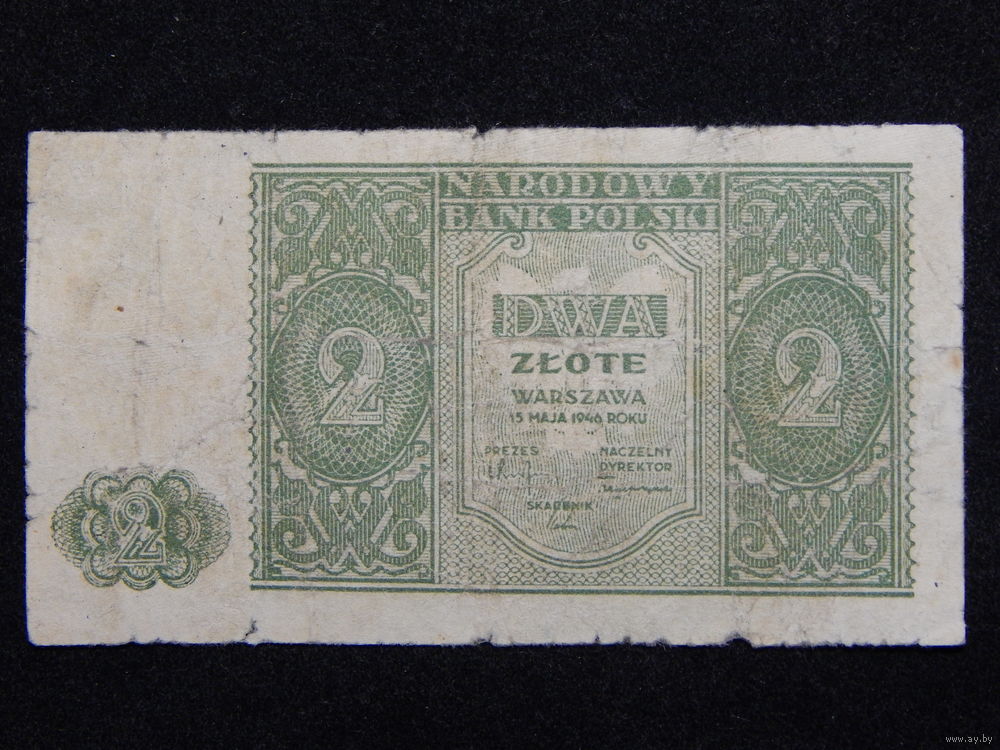 NARODOWY
BANK POLSKI
DWA
ZŁOTE
WARSZAWA
15 MAJA 1946 ROKU
2
2
PREZES
NACZELNY
DYREKTOR
SKARBNIK
2
www.ay.by